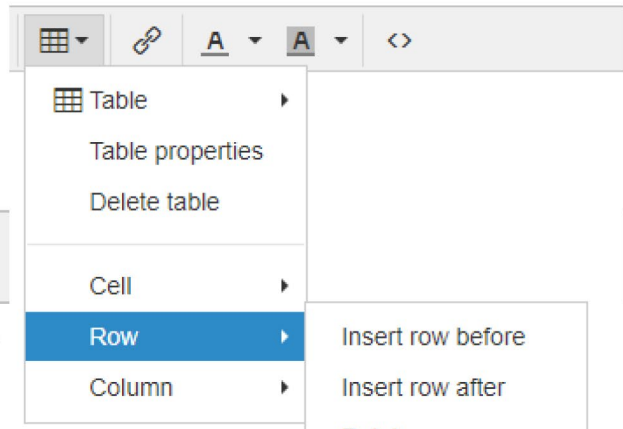 A A <>
Table
Table properties
Delete table
Cell
Row
Insert row before
Column
Insert row after